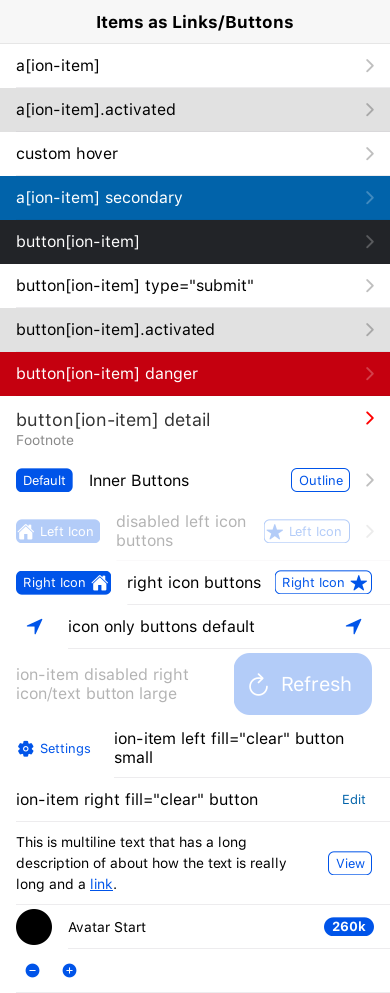 Items as Links/Buttons
a[ion-item]
a[ion-item].activated
custom hover
a[ion-item] secondary
button[ion-item]
button[ion-item] type="submit"
button[ion-item].activated
button[ion-item] danger
button[ion-item] detail
Footnote
Default Inner Buttons Outline
Left Icon disabled left icon buttons Left Icon
Right Icon right icon buttons Right Icon
icon only buttons default
ion-item disabled right
icon/text button large
Refresh
Settings
ion-item left fill="clear" button
small
ion-item right fill="clear" button Edit
This is multiline text that has a long
description of about how the text is really
long and a link.
View
Avatar Start 260k